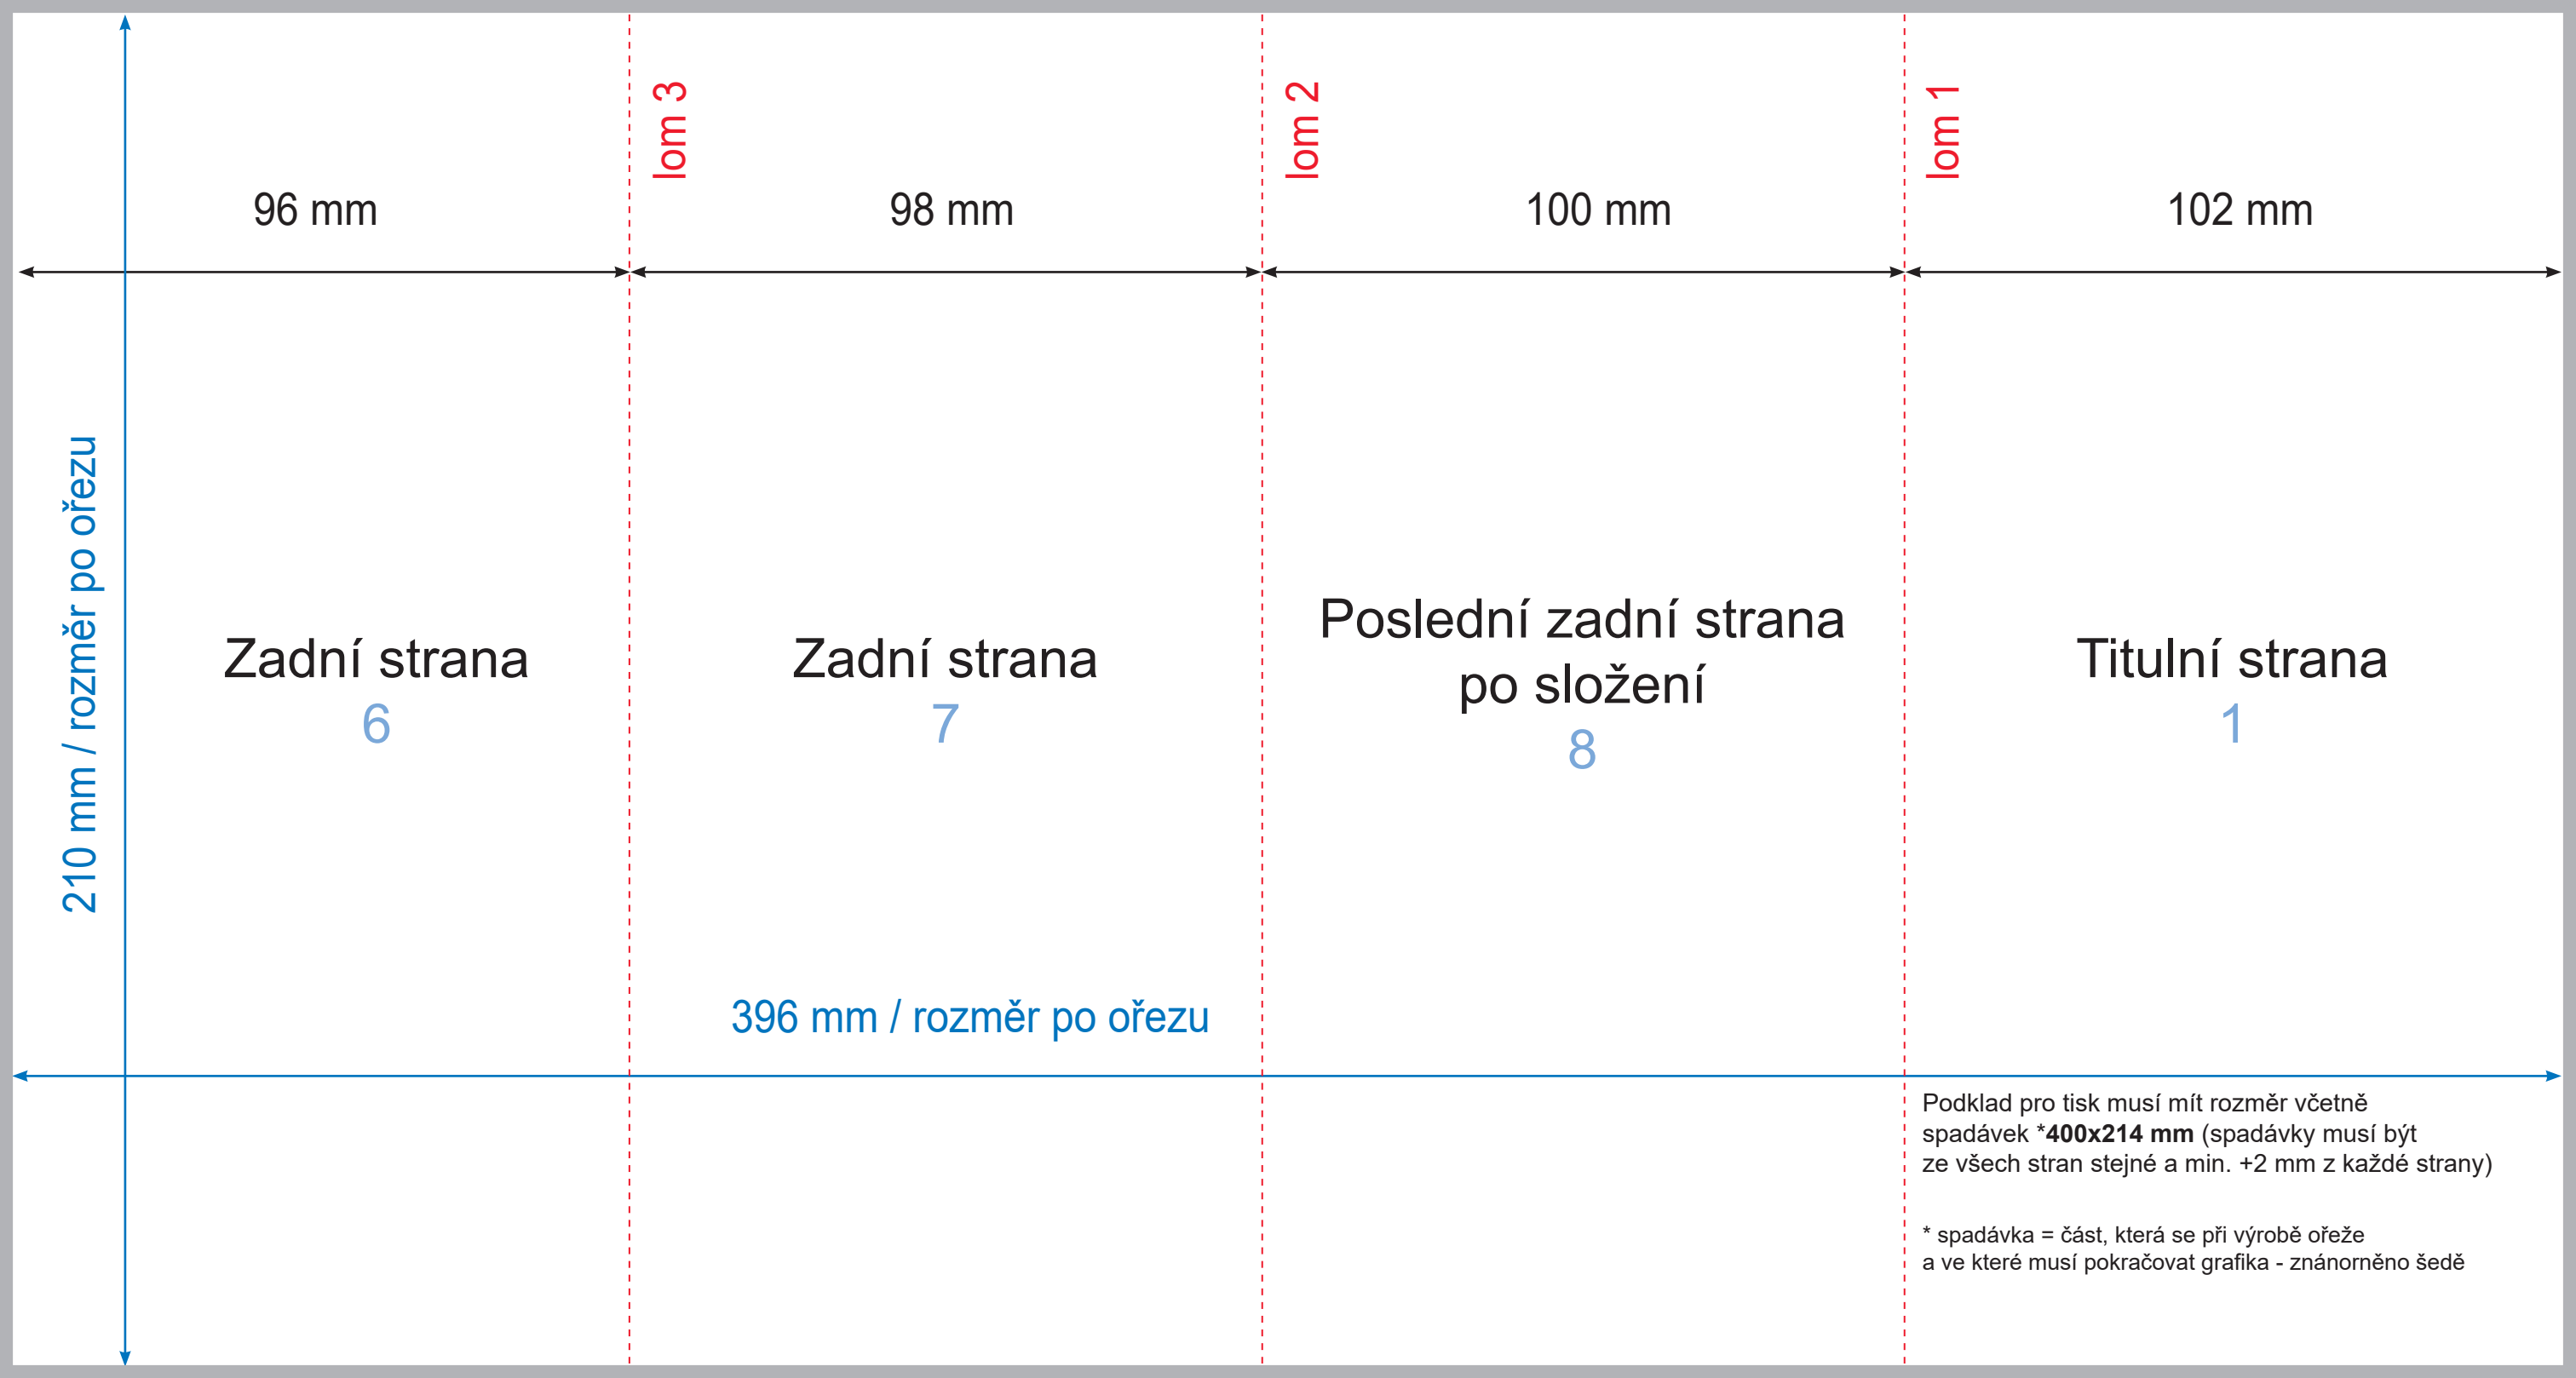 lom 3
lom 2
lom 1
96 mm
98 mm
100 mm
102 mm
210 mm / rozměr po ořezu
Zadní strana
6
Zadní strana
7
Poslední zadní strana
po složení
8
Titulní strana
1
396 mm / rozměr po ořezu
Podklad pro tisk musí mít rozměr včetně
spadávek *400x214 mm (spadávky musí být
ze všech stran stejné a min. +2 mm z každé strany)
* spadávka = část, která se při výrobě ořeže
a ve které musí pokračovat grafika - znánorněno šedě